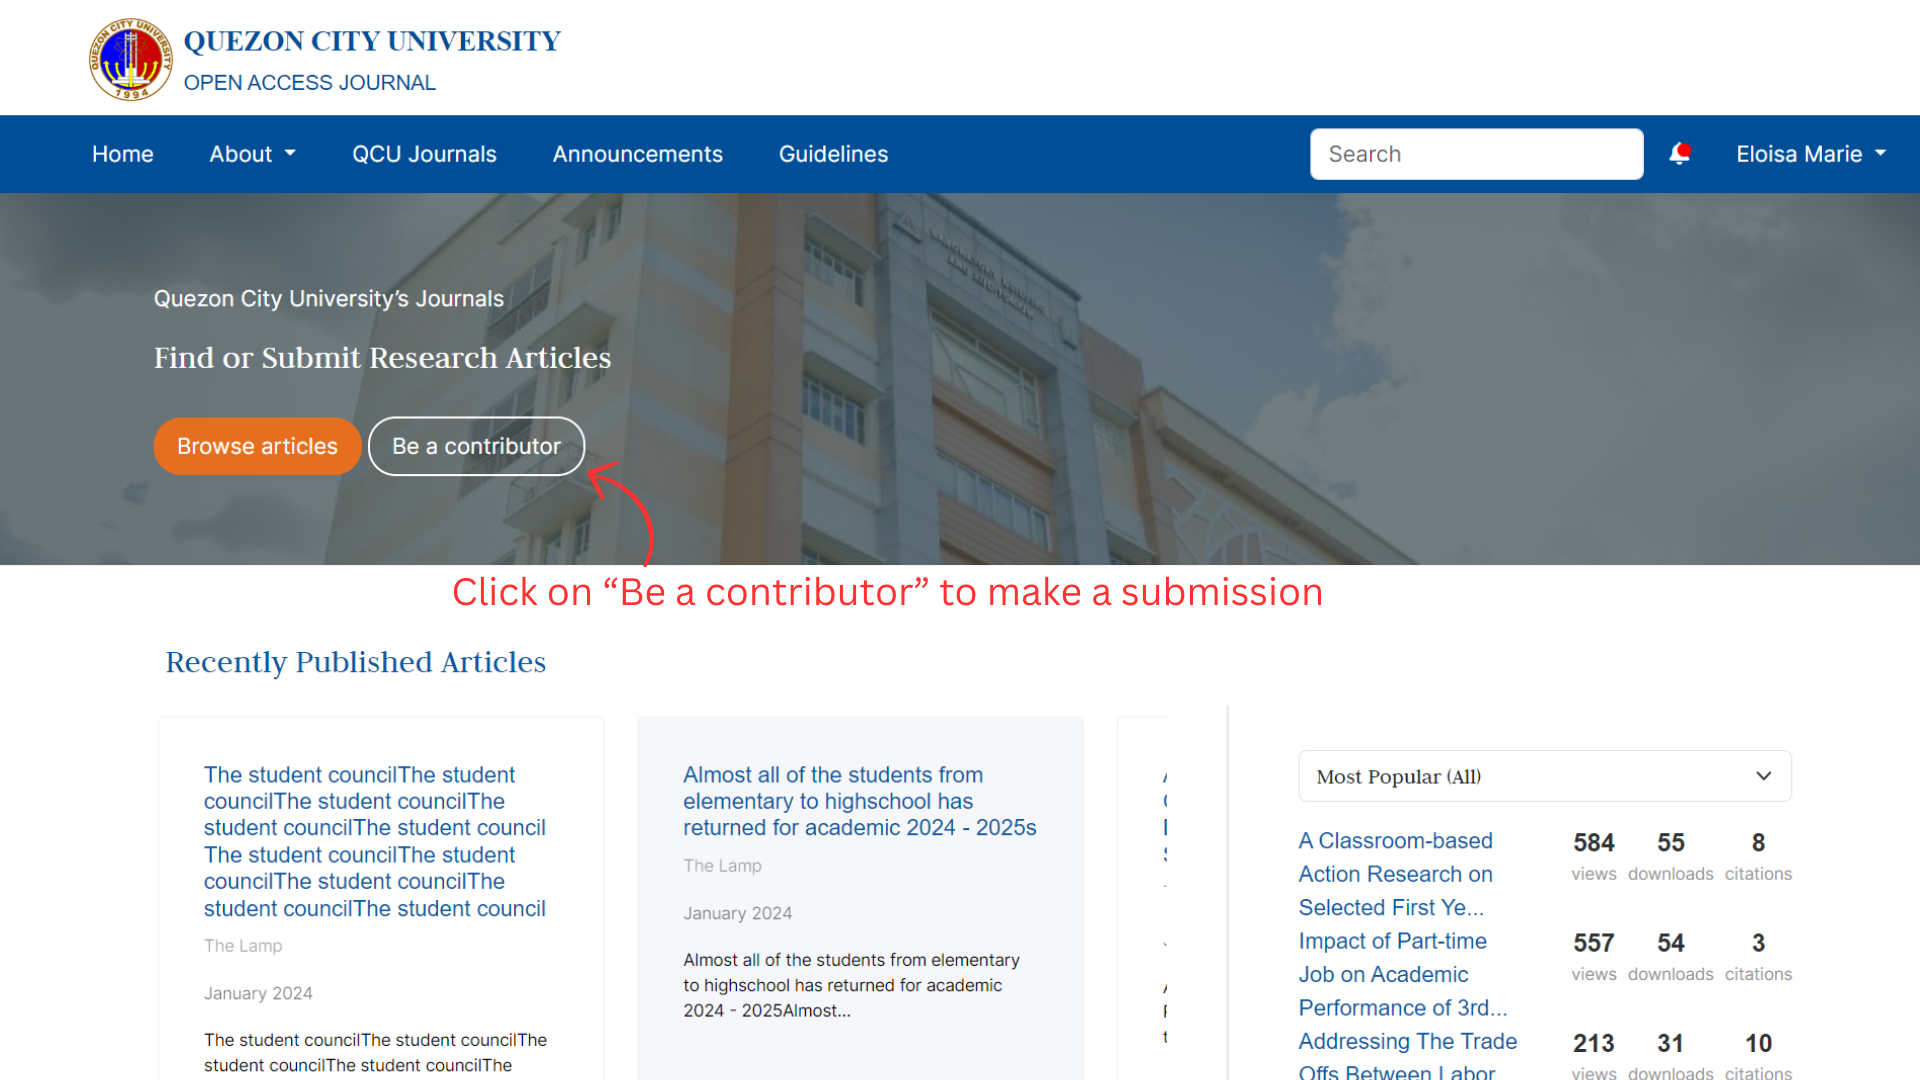 QUEZON CITY UNIVERSITY
1994
QUEZON CITY UNIVERSITY
OPEN ACCESS JOURNAL
Home
About
QCU Journals
Announcements
Guidelines
Search
Eloisa Marie
Quezon City University’s Journals
Find or Submit Research Articles
Browse articles
Be a contributor
Click on “Be a contributor” to make a submission
Recently Published Articles
The student councilThe student
councilThe student councilThe
student councilThe student council
The student councilThe student
councilThe student councilThe
student councilThe student council
The Lamp
January 2024
The student councilThe student councilThe
student councilThe student councilThe
Almost all of the students from
elementary to highschool has
returned for academic 2024 - 2025s
The Lamp
January 2024
Almost all of the students from elementary
to highschool has returned for academic
2024 - 2025Almost...
Most Popular (All)
A Classroom-based
Action Research on
Selected First Ye...
584 55 8
views downloads citations
Impact of Part-time
Job on Academic
Performance of 3rd...
557 54 3
views downloads citations
Addressing The Trade
Offs Between Labor
213 31 10
views downloads citations